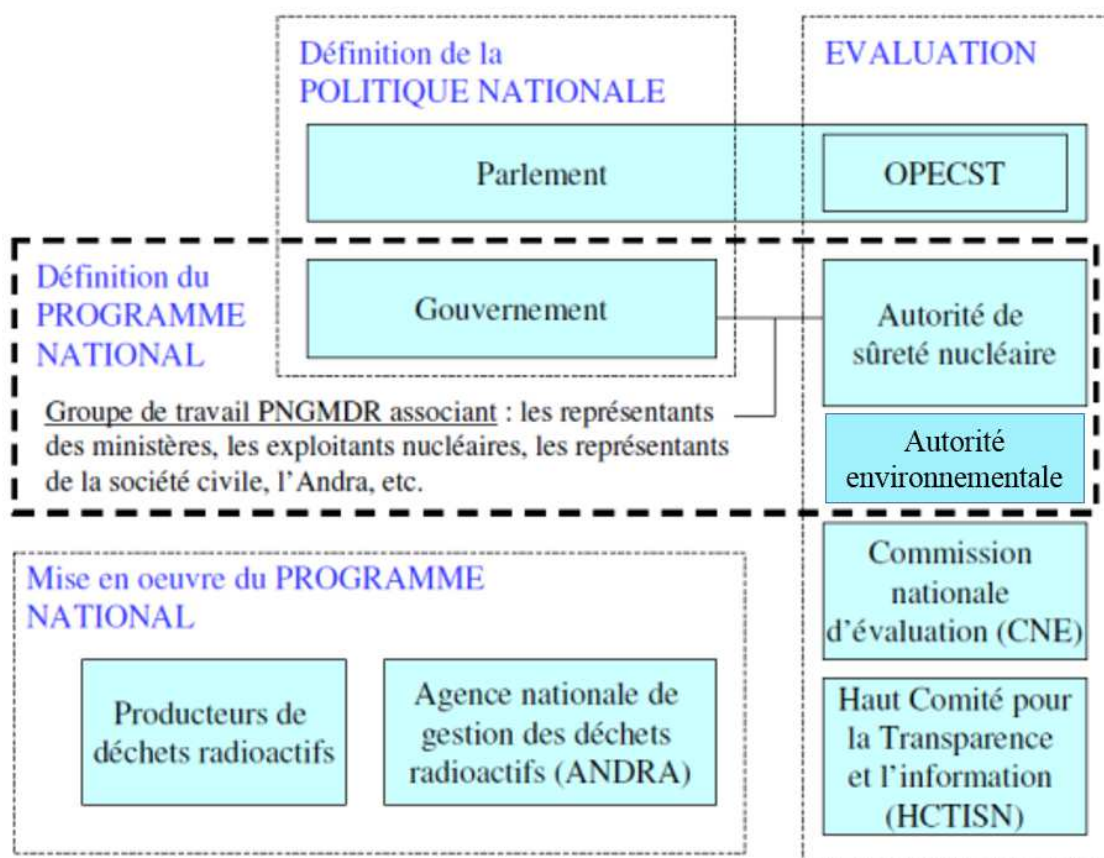 Définition de la
POLITIQUE NATIONALE
EVALUATION
Parlement
OPECST
Définition du
PROGRAMME
NATIONAL
Gouvernement
Autorité de
sûreté nucléaire
Groupe de travail PNGMDR associant : les représentants
des ministères, les exploitants nucléaires, les représentants
de la société civile, l'Andra, etc.
Autorité
environnementale
Mise en oeuvre du PROGRAMME
NATIONAL
Producteurs de
déchets radioactifs
Agence nationale de
gestion des déchets
radioactifs (ANDRA)
Commission
nationale
d'évaluation (CNE)
Haut Comité pour
la Transparence
et l'information
(HCTISN)